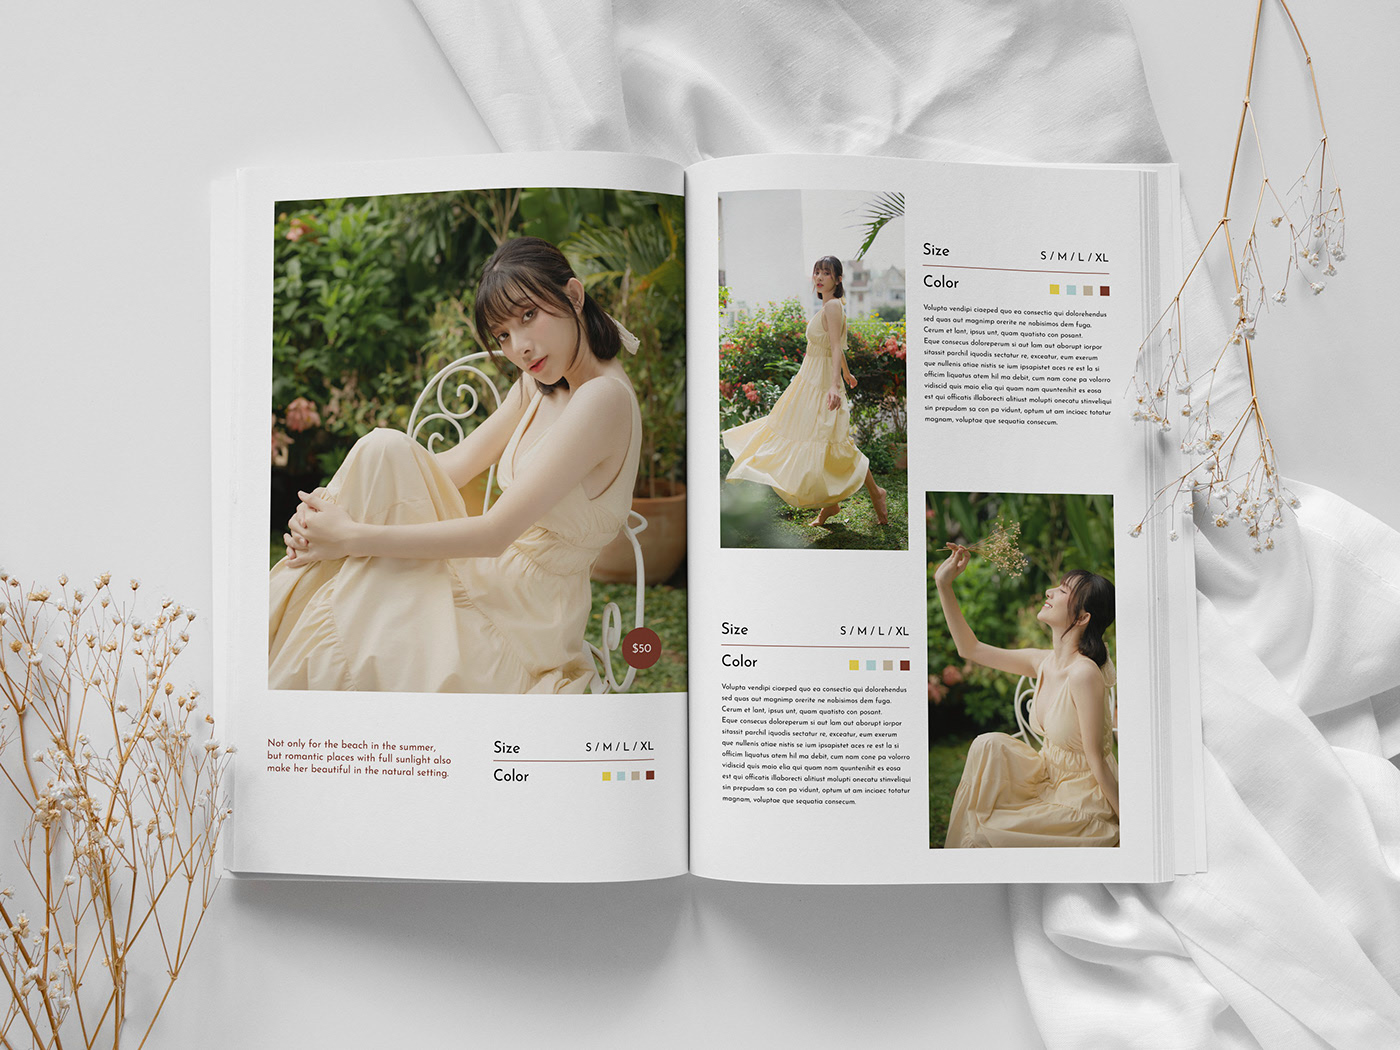 $50
Not only for the beach in the summer,
but romantic places with full sunlight also
make her beautiful in the natural setting.
Size S / M / L / XL
Color
Size S / M / L / XL
Color
Volupta vendipi ciaeped quo ea consectio qui dolorehendus
sed quas aut magnimp orerite ne nobisimos dem fuga.
Cerum et lant, ipsus unt, quam quatisto con posant.
Eque consecus doloreperum si aut lam aut aborupt iorpor
sitassit parchil iquodis sectatur re, exceatur, eum exerum
que nullenis atiae nistis se ium ipsapistet aces re est la si
officim liquatus atem hil ma debit, cum nam cone pa volorro
vidiscid quis maio elia qui quam nam quuntenihit es eosa
est qui officatis illaborecti alitiust molupti onecatu stinveliqui
sin prepudam sa con pa vidunt, optum ut am inciaec totatur
magnam, voluptae que sequatia consecum.
Size S / M / L / XL
Color
Volupta vendipi ciaeped quo ea consectio qui dolorehendus
sed quas aut magnimp orerite ne nobisimos dem fuga.
Cerum et lant, ipsus unt, quam quatisto con posant.
Eque consecus doloreperum si aut lam aut aborupt iorpor
sitassit parchil iquodis sectatur re, exceatur, eum exerum
que nullenis atiae nistis se ium ipsapistet aces re est la si
officim liquatus atem hil ma debit, cum nam cone pa volorro
vidiscid quis maio elia qui quam nam quuntenihit es eosa
est qui officatis illaborecti alitiust molupti onecatu stinveliqui
sin prepudam sa con pa vidunt, optum ut am inciaec totatur
magnam, voluptae que sequatia consecum.